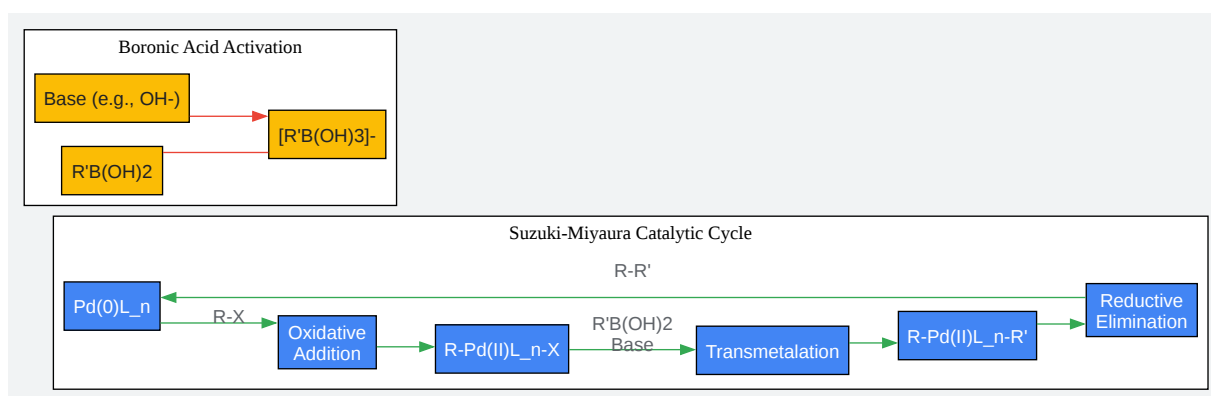 Boronic Acid Activation
Base (e.g., OH-)
[R'B(OH)3]-
R'B(OH)2
Suzuki-Miyaura Catalytic Cycle
R-R'
Pd(0)L_n
R-X
Oxidative
Addition
R-Pd(II)L_n-X
R'B(OH)2
Base
Transmetalation
R-Pd(II)L_n-R'
Reductive
Elimination